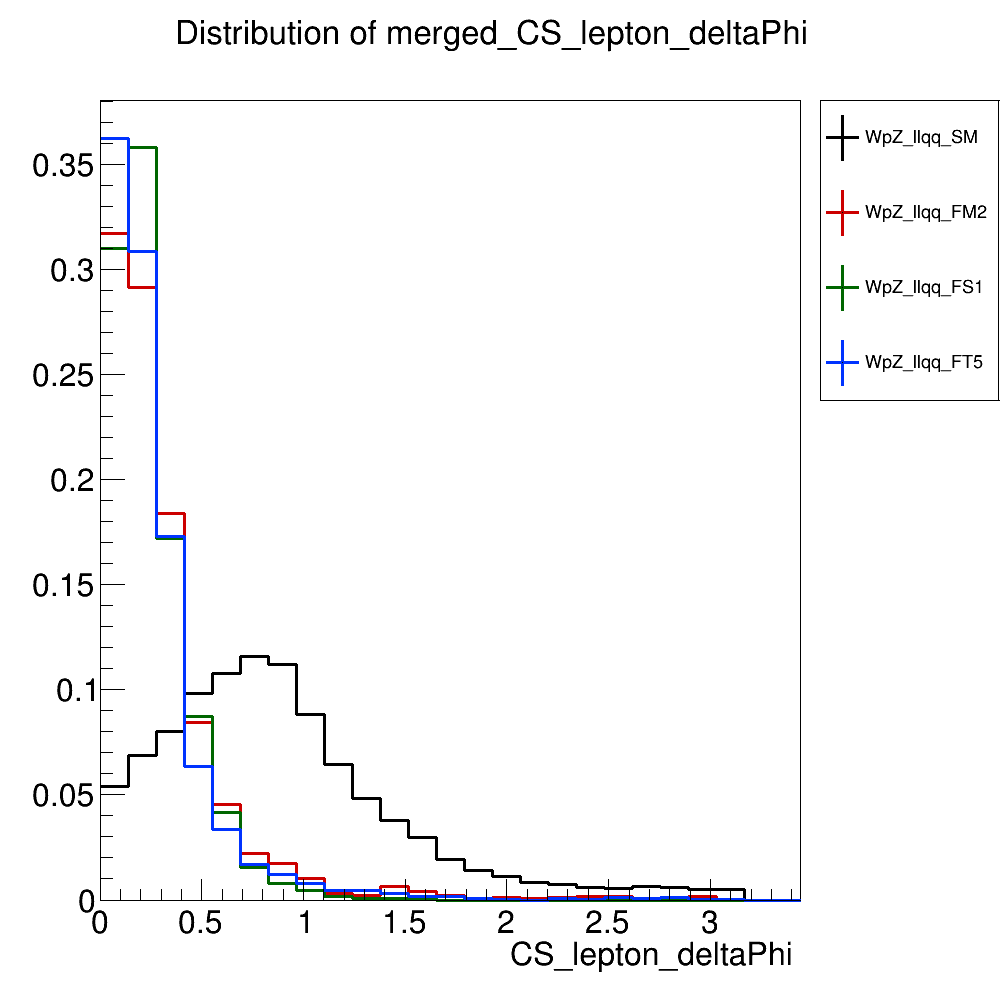 Distribution of merged_CS_lepton_deltaPhi
WpZ_llqq_SM
WpZ_llqq_FM2
WpZ_llqq_FS1
WpZ_llqq_FT5
0.35
0.3
0.25
0.2
0.15
0.1
0.05
0
0 0.5 1 1.5 2 2.5 3
CS_lepton_deltaPhi